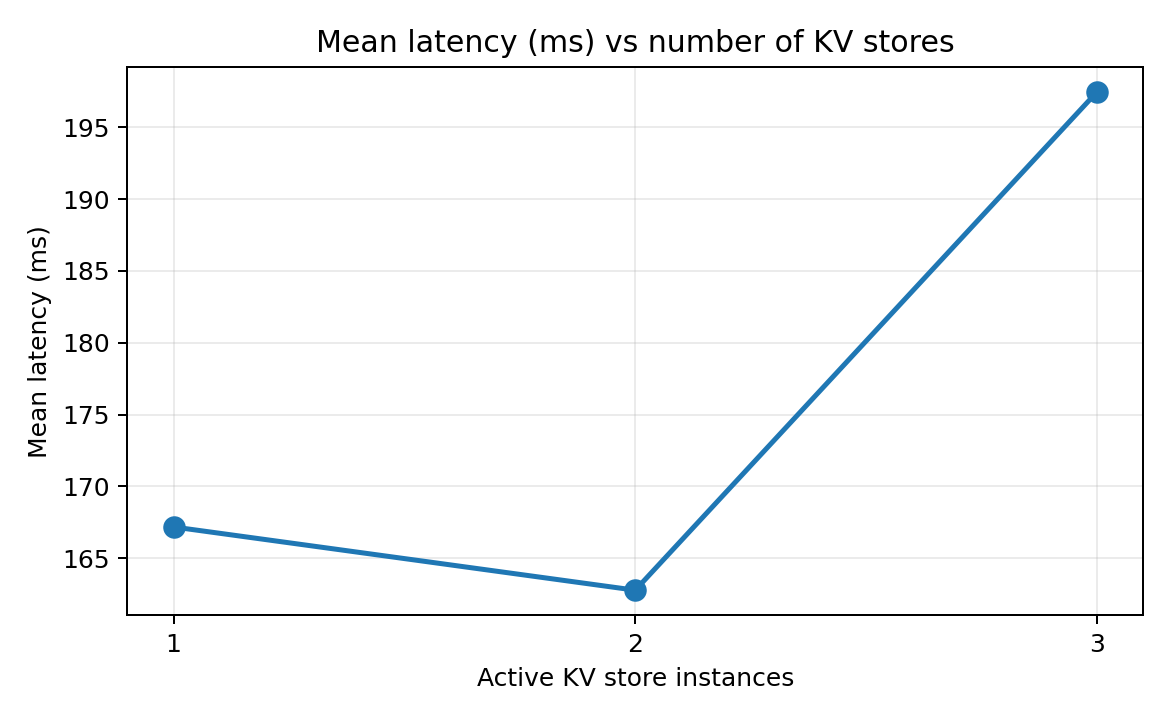 Mean latency (ms) vs number of KV stores
Mean latency (ms)
195
190
185
180
175
170
165
1 2 3
Active KV store instances